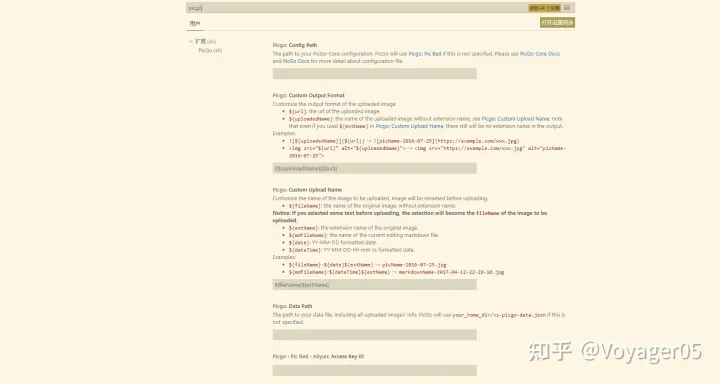 picgo
找到 46 个设置
用户
打开设置同步
扩展 (46)
PicGo (46)
Picgo: Config Path
The path to your PicGo-Core configuration. PicGo will use Picgo: Pic Bed if this is not specified. Please see PicGo-Core Docs
and PicGo Docs for more detail about configuration file.
Picgo: Custom Output Format
Customize the output format of the uploaded image.
${url}: the url of the uploaded image.
${uploadedName}: the name of the uploaded image without extension name, see Picgo: Custom Upload Name, note
that even if you used ${extName} in Picgo: Custom Upload Name, there still will be no extension name in the output.
Examples:
![${uploadedName}](${url}) -> ![picName-2016-07-25](https://example.com/xxx.jpg)
<img src="${url}" alt="${uploadedName}"> -> <img src="https://example.com/xxx.jpg" alt="picName-
2016-07-25">
![${uploadedName}](${url})
Picgo: Custom Upload Name
Customize the name of the image to be uploaded, image will be renamed before uploading.
${fileName}: the name of the original image, without extension name.
Notice: If you selected some text before uploading, the selection will become the fileName of the image to be
uploaded.
${extName}: the extension name of the original image.
${mdFileName}: the name of the current editing markdown file.
${date}: YY-MM-DD formatted date.
${dateTime}: YY-MM-DD-hh-mm-ss formatted date.
Examples:
${fileName}-${date}${extName} -> picName-2016-07-25.jpg
${mdFileName}-${dateTime}${extName} -> markdownName-2017-04-12-22-28-10.jpg
${fileName}${extName}
Picgo: Data Path
The path to your data file, including all uploaded images' info. PicGo will use your_home_dir/vs-picgo-data.json if this is
not specified.
Picgo › Pic Bed › Aliyun: Access Key ID
知乎 @Voyager05